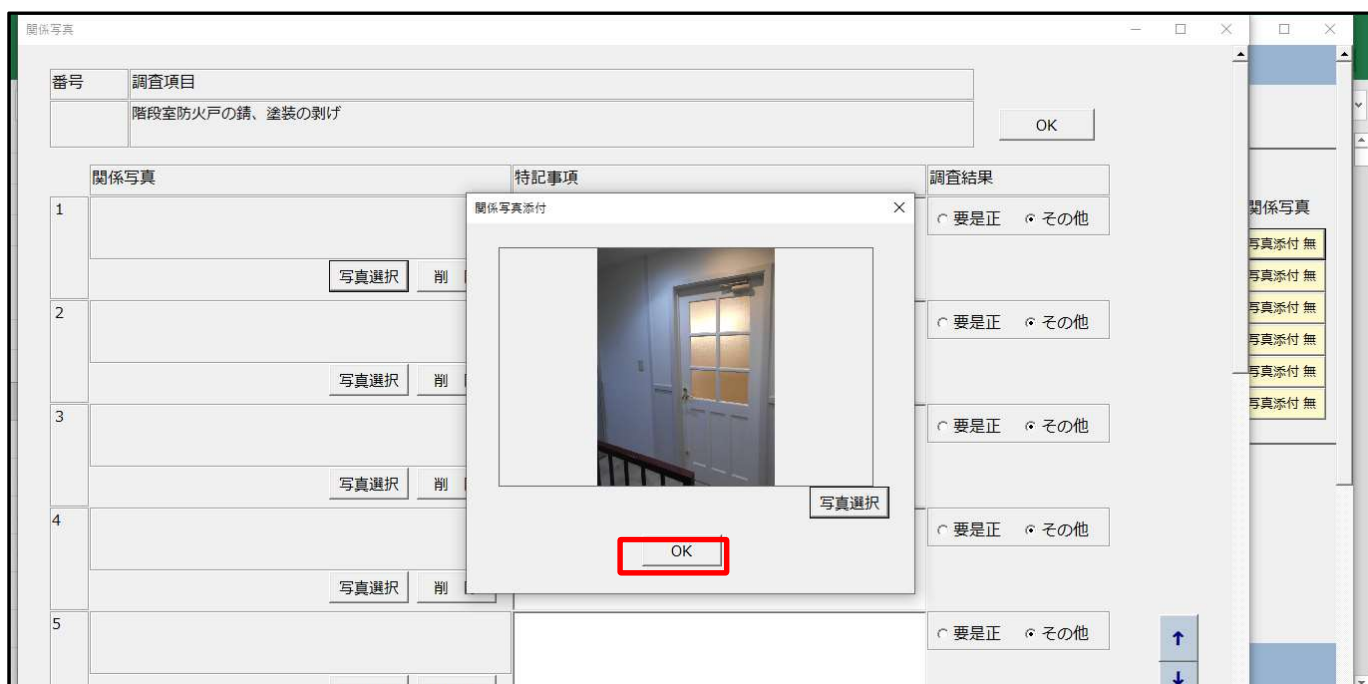 関係写真
番号 調査項目
階段室防火戸の錆、塗装の剥げ
OK
関係写真 特記事項 調査結果
1
要是正 その他
写真選択 削
2
要是正 その他
写真選択 削
3
要是正 その他
写真選択 削
4
要是正 その他
写真選択 削
5
要是正 その他
↑
↓
関係写真添付
写真選択
OK
関係写真
写真添付 無
写真添付 無
写真添付 無
写真添付 無
写真添付 無
写真添付 無